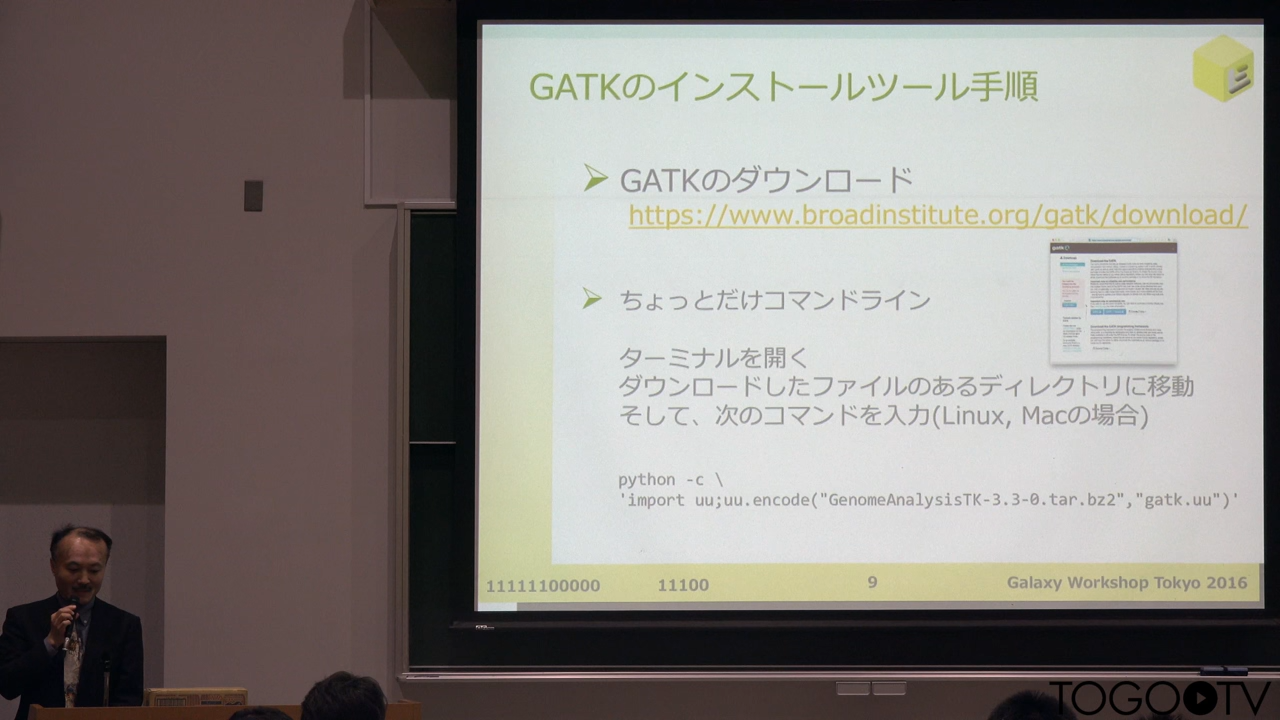 GATKのインストールツール手順
GATKのダウンロード
https://www.broadinstitute.org/gatk/download/
ちょっとだけコマンドライン
ターミナルを開く
ダウンロードしたファイルのあるディレクトリに移動
そして、次のコマンドを入力(Linux, Macの場合)
python -c \
'import uu;uu.encode("GenomeAnalysisTK-3.3-0.tar.bz2","gatk.uu")'
11111100000 11100 9 Galaxy Workshop Tokyo 2016
TOGOTV